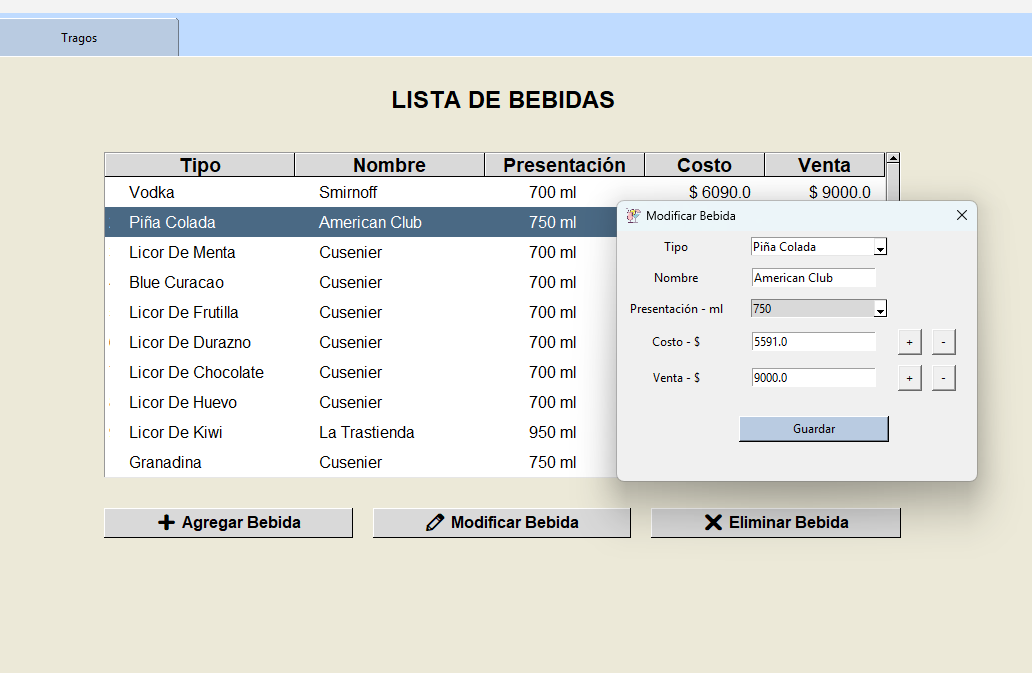 Tragos
LISTA DE BEBIDAS
Tipo Nombre Presentación Costo Venta
Vodka Smirnoff 700 ml $ 6090.0 $ 9000.0
Piña Colada American Club 750 ml
Licor De Menta Cusenier 700 ml
Blue Curacao Cusenier 700 ml
Licor De Frutilla Cusenier 700 ml
Licor De Durazno Cusenier 700 ml
Licor De Chocolate Cusenier 700 ml
Licor De Huevo Cusenier 700 ml
Licor De Kiwi La Trastienda 950 ml
Granadina Cusenier 750 ml
Modificar Bebida
Tipo Piña Colada
Nombre American Club
Presentación - ml 750
Costo - $ 5591.0 + -
Venta - $ 9000.0 + -
Guardar
Agregar Bebida Modificar Bebida Eliminar Bebida